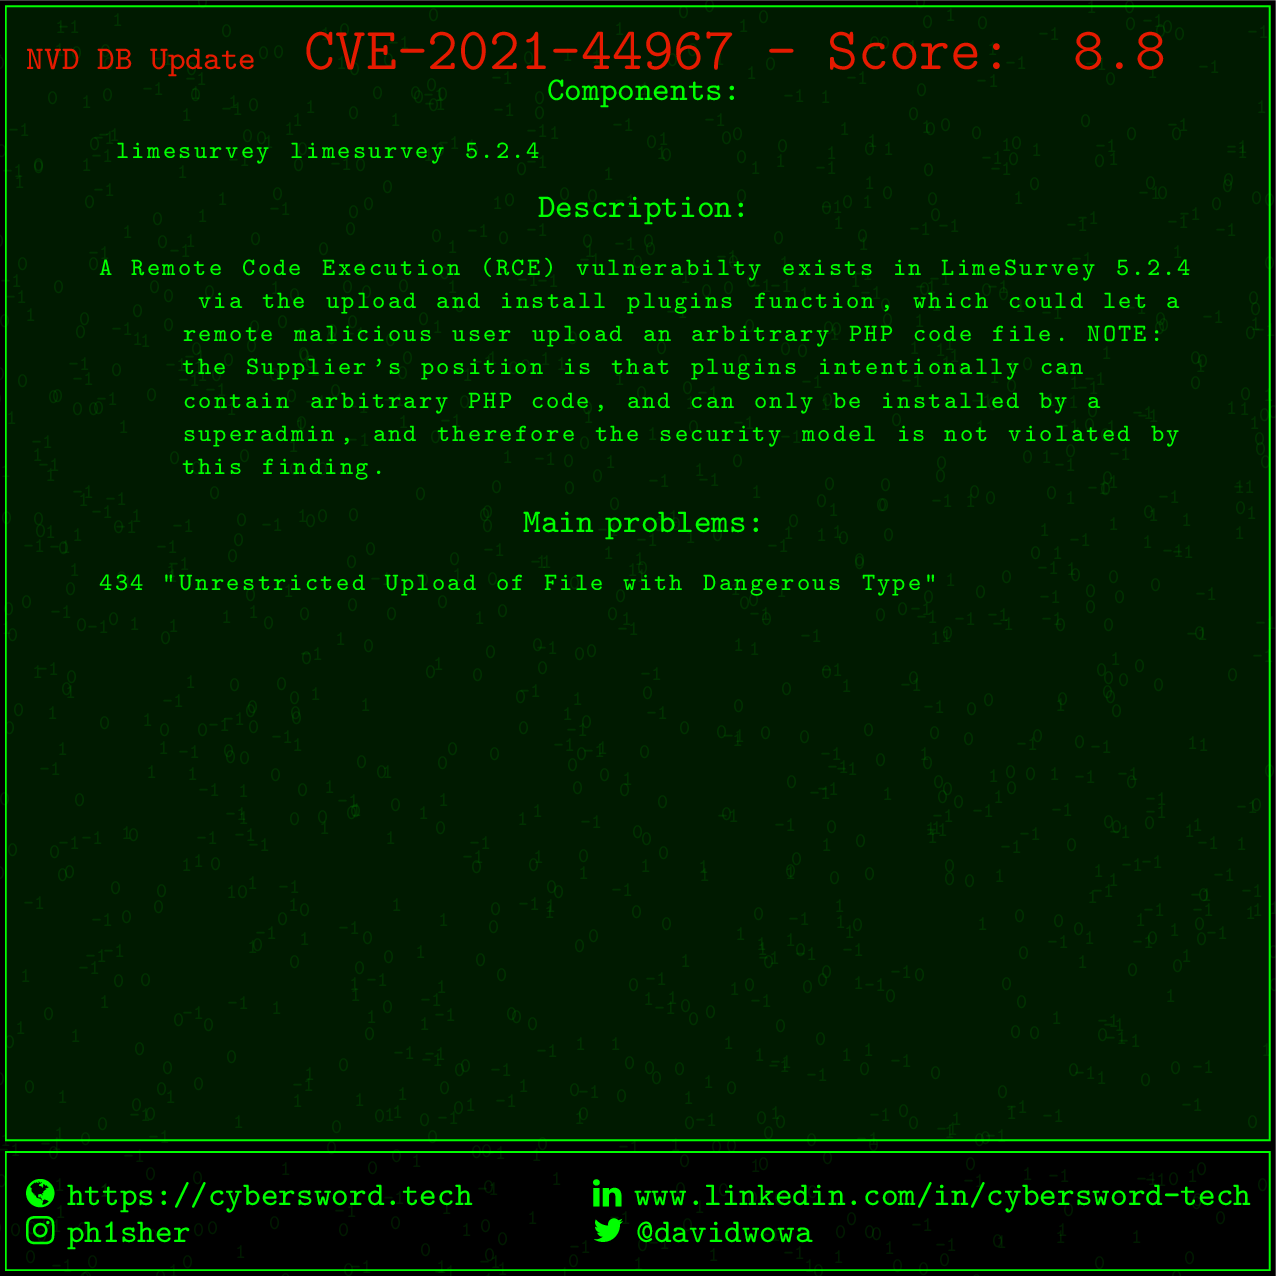 NVD DB Update CVE-2021-44967 - Score: 8.8
Components:
limesurvey limesurvey 5.2.4
Description:
A Remote Code Execution (RCE) vulnerabilty exists in LimeSurvey 5.2.4
via the upload and install plugins function, which could let a
remote malicious user upload an arbitrary PHP code file. NOTE:
the Supplier's position is that plugins intentionally can
contain arbitrary PHP code, and can only be installed by a
superadmin, and therefore the security model is not violated by
this finding.
Main problems:
434 "Unrestricted Upload of File with Dangerous Type"
https://cybersword.tech www.linkedin.com/in/cybersword-tech
ph1sher @davidwowa